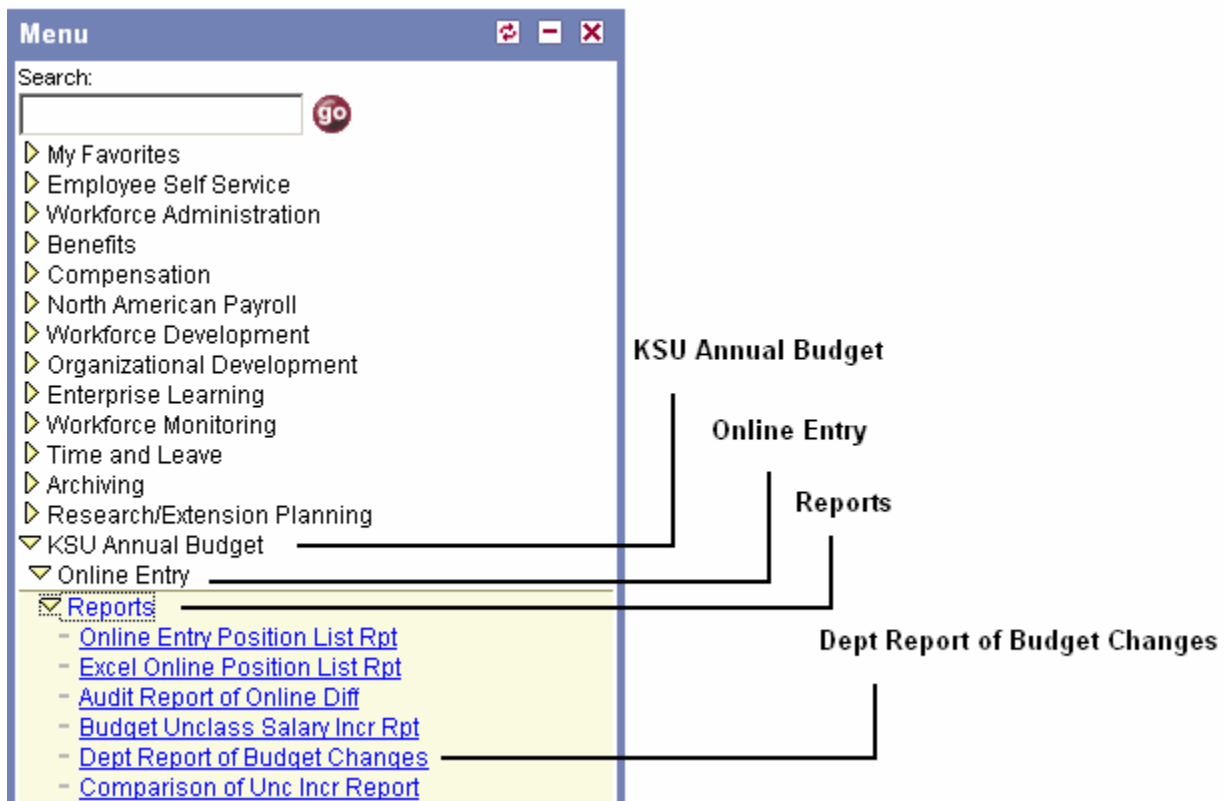 Menu
Search:
go
My Favorites
Employee Self Service
Workforce Administration
Benefits
Compensation
North American Payroll
Workforce Development
Organizational Development
Enterprise Learning
Workforce Monitoring
Time and Leave
Archiving
Research/Extension Planning
KSU Annual Budget
Online Entry
Reports
Online Entry Position List Rpt
Excel Online Position List Rpt
Audit Report of Online Diff
Budget Unclass Salary Incr Rpt
Dept Report of Budget Changes
Comparison of Unc Incr Report
KSU Annual Budget
Online Entry
Reports
Dept Report of Budget Changes